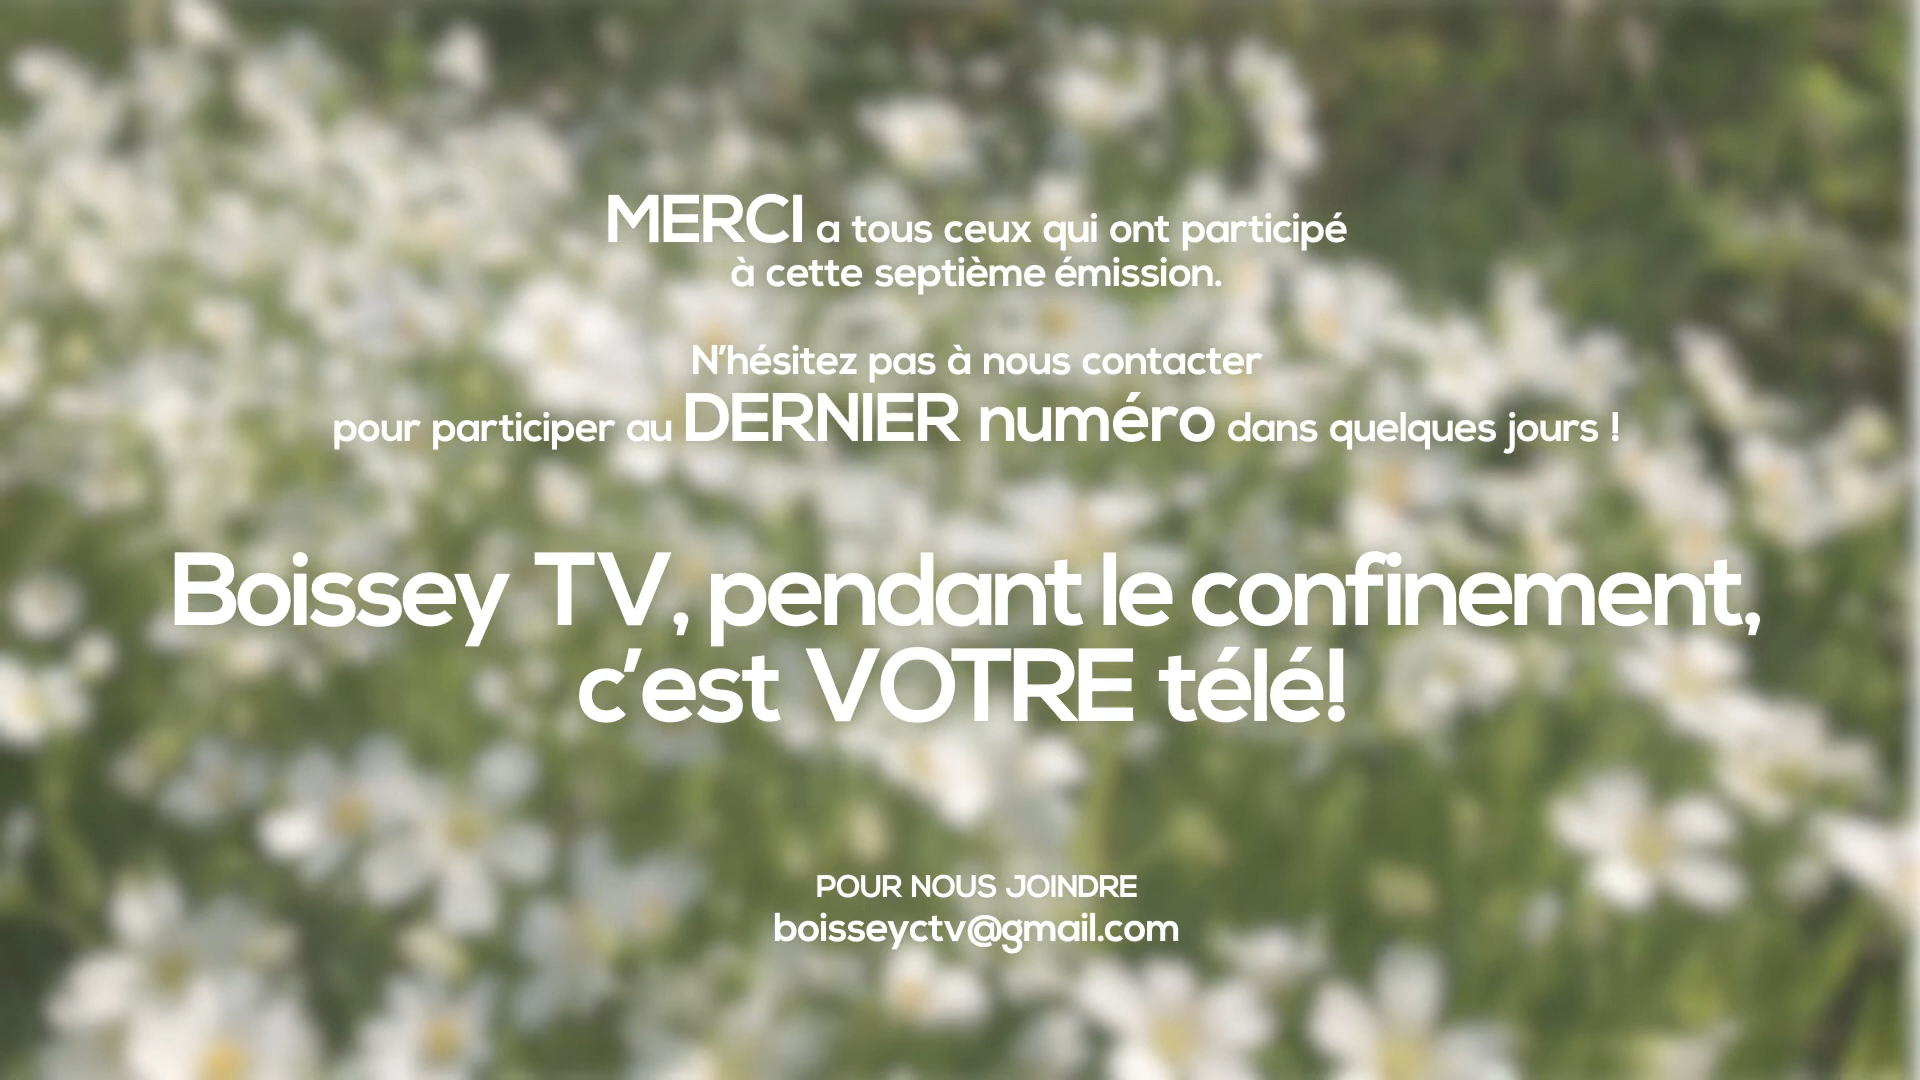 MERCI a tous ceux qui ont participé
à cette septième émission.
N’hésitez pas à nous contacter
pour participer au DERNIER numéro dans quelques jours !
Boissey TV, pendant le confinement,
c’est VOTRE télé!
POUR NOUS JOINDRE
boisseyctv@gmail.com